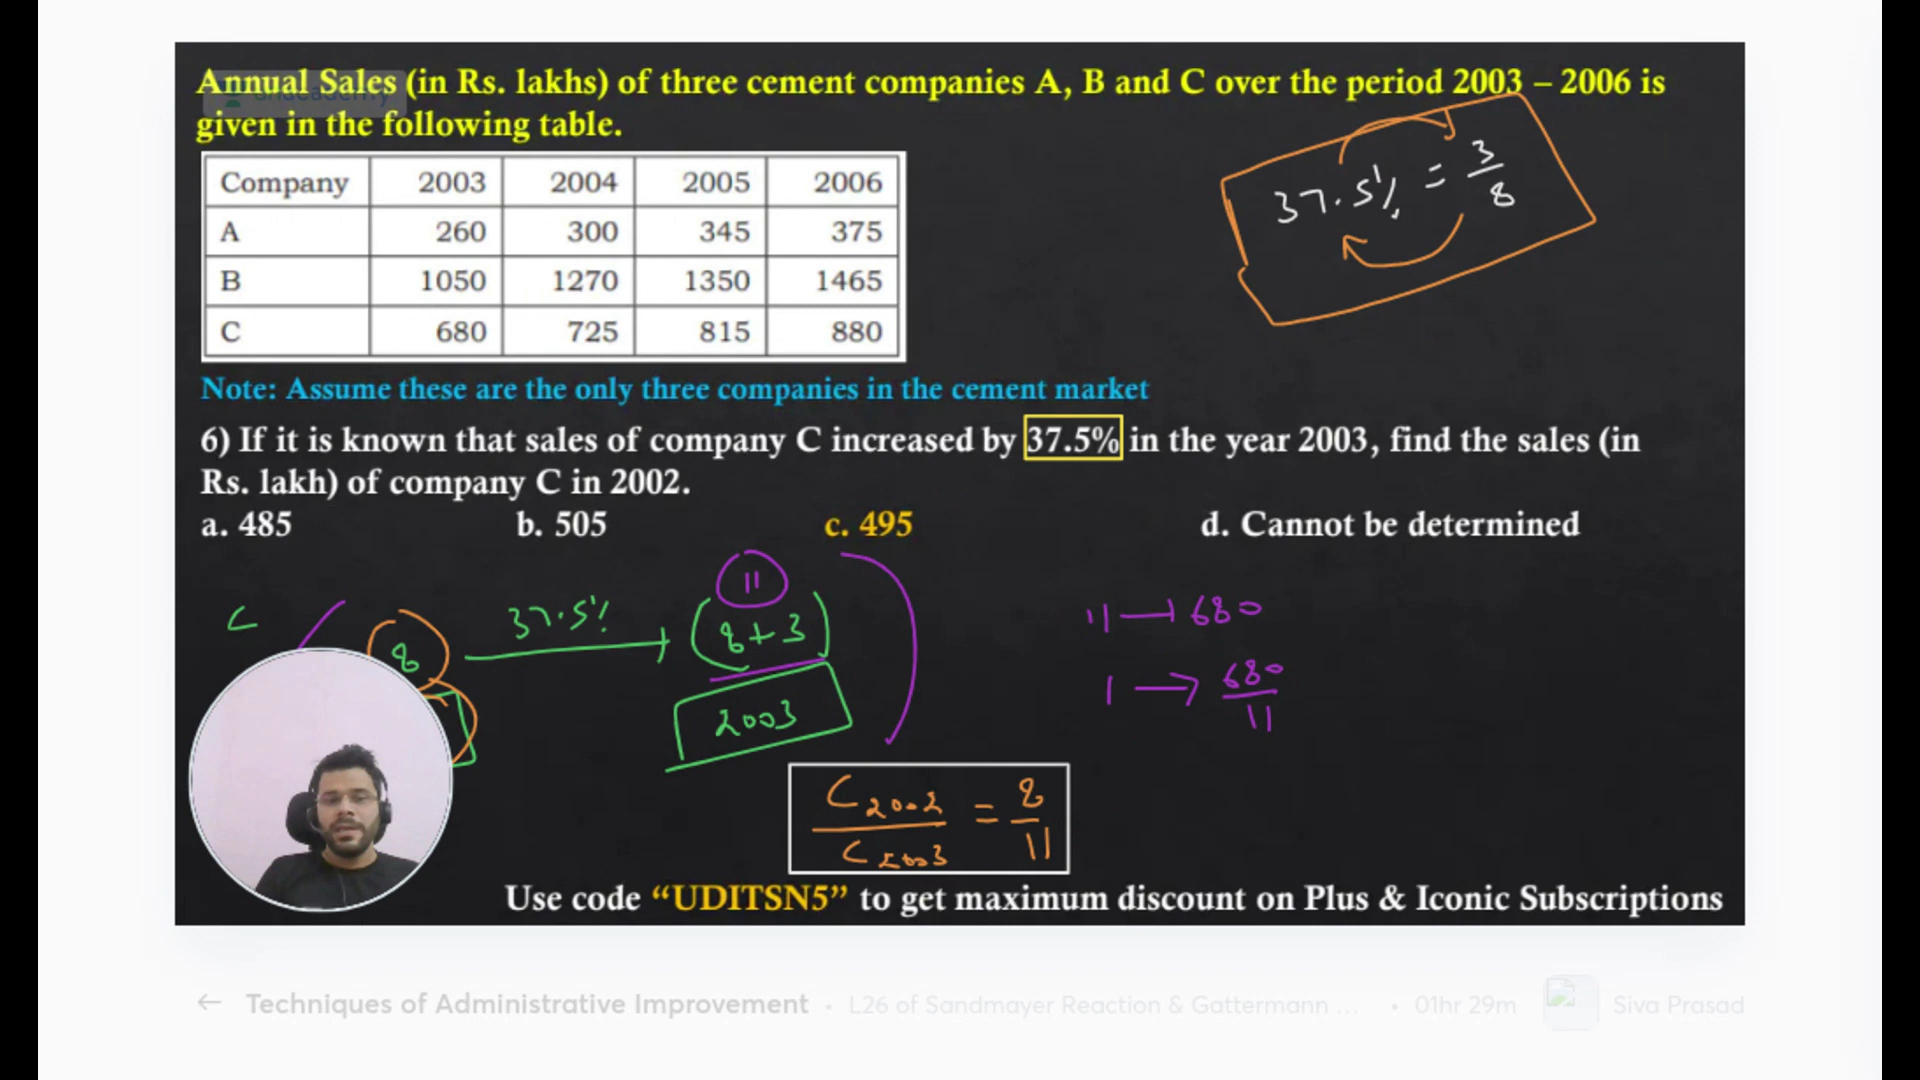 Annual Sales (in Rs. lakhs) of three cement companies A, B and C over the period 2003 – 2006 is
given in the following table.
Company 2003 2004 2005 2006
A 260 300 345 375
B 1050 1270 1350 1465
C 680 725 815 880
37.5% = 3/8
Note: Assume these are the only three companies in the cement market
6) If it is known that sales of company C increased by 37.5% in the year 2003, find the sales (in
Rs. lakh) of company C in 2002.
a. 485 b. 505 c. 495 d. Cannot be determined
C 8 37.5% (8+3) 11
2003
11 → 680
1 → 680/11
C2002/C2003 = 8/11
Use code “UDITSN5” to get maximum discount on Plus & Iconic Subscriptions
← Techniques of Administrative Improvement • L26 of Sandmayer Reaction & Gattermann ... • 01hr 29m Siva Prasad